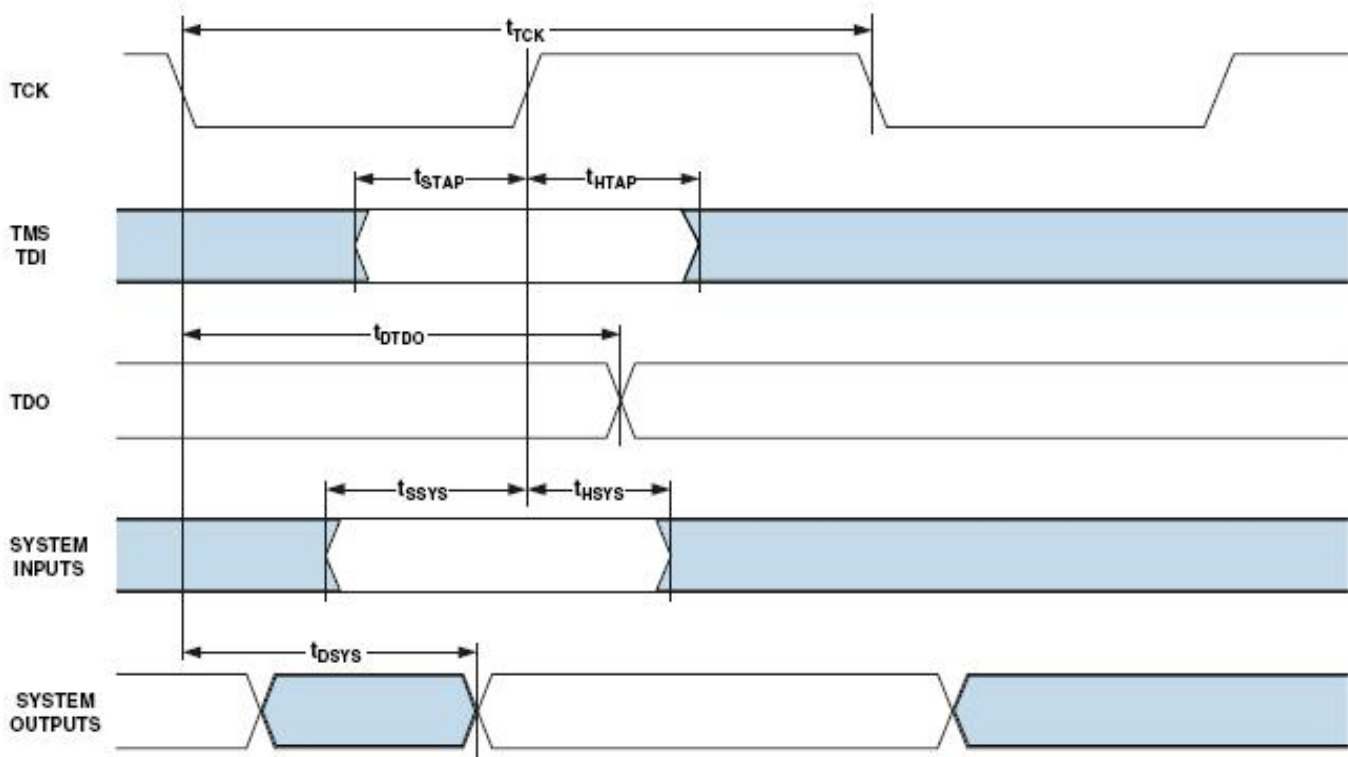 tTCK
TCK
tSTAP
tHTAP
TMS
TDI
tDTDO
TDO
tSSYS
tHSYS
SYSTEM
INPUTS
tDSYS
SYSTEM
OUTPUTS